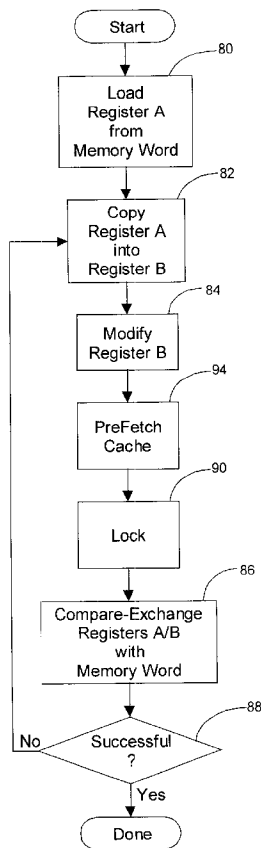 Start
80
Load
Register A
from
Memory Word
82
Copy
Register A
into
Register B
84
Modify
Register B
94
PreFetch
Cache
90
Lock
86
Compare-Exchange
Registers A/B
with
Memory Word
88
No
Successful
?
Yes
Done